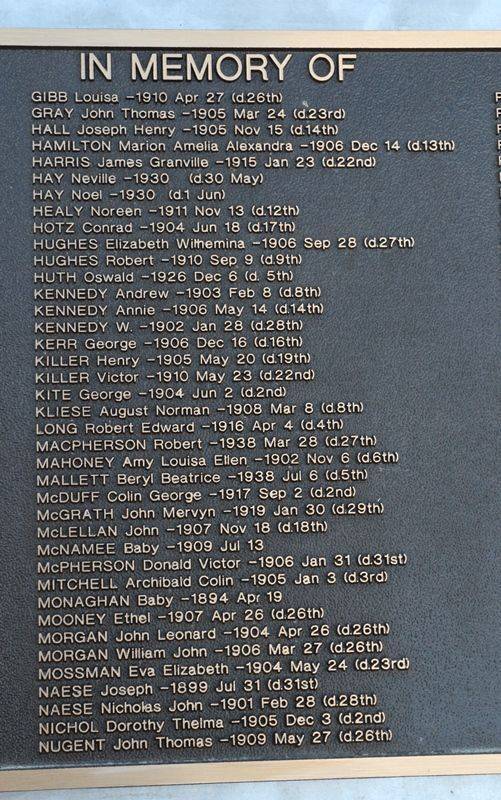 IN MEMORY OF
GIBB Louisa -1910 Apr 27 (d.26th)
GRAY John Thomas -1905 Mar 24 (d.23rd)
HALL Joseph Henry -1905 Nov 15 (d.14th)
HAMILTON Marion Amelia Alexandra -1906 Dec 14 (d.13th)
HARRIS James Granville -1915 Jan 23 (d.22nd)
HAY Neville -1930 (d.30 May)
HAY Noel -1930 (d.1 Jun)
HEALY Noreen -1911 Nov 13 (d.12th)
HOTZ Conrad -1904 Jun 18 (d.17th)
HUGHES Elizabeth Wilhemina -1906 Sep 28 (d.27th)
HUGHES Robert -1910 Sep 9 (d.9th)
HUTH Oswald -1926 Dec 6 (d. 5th)
KENNEDY Andrew -1903 Feb 8 (d.8th)
KENNEDY Annie -1906 May 14 (d.14th)
KENNEDY W. -1902 Jan 28 (d.28th)
KERR George -1906 Dec 16 (d.16th)
KILLER Henry -1905 May 20 (d.19th)
KILLER Victor -1910 May 23 (d.22nd)
KITE George -1904 Jun 2 (d.2nd)
KLIESE August Norman -1908 Mar 8 (d.8th)
LONG Robert Edward -1916 Apr 4 (d.4th)
MACPHERSON Robert -1938 Mar 28 (d.27th)
MAHONEY Amy Louisa Ellen -1902 Nov 6 (d.6th)
MALLETT Beryl Beatrice -1938 Jul 6 (d.5th)
McDUFF Colin George -1917 Sep 2 (d.2nd)
McGRATH John Mervyn -1919 Jan 30 (d.29th)
McLELLAN John -1907 Nov 18 (d.18th)
McNAMEE Baby -1909 Jul 13
McPHERSON Donald Victor -1906 Jan 31 (d.31st)
MITCHELL Archibald Colin -1905 Jan 3 (d.3rd)
MONAGHAN Baby -1894 Apr 19
MOONEY Ethel -1907 Apr 26 (d.26th)
MORGAN John Leonard -1904 Apr 26 (d.26th)
MORGAN William John -1906 Mar 27 (d.26th)
MOSSMAN Eva Elizabeth -1904 May 24 (d.23rd)
NAESE Joseph -1899 Jul 31 (d.31st)
NAESE Nicholas John -1901 Feb 28 (d.28th)
NICHOL Dorothy Thelma -1905 Dec 3 (d.2nd)
NUGENT John Thomas -1909 May 27 (d.26th)